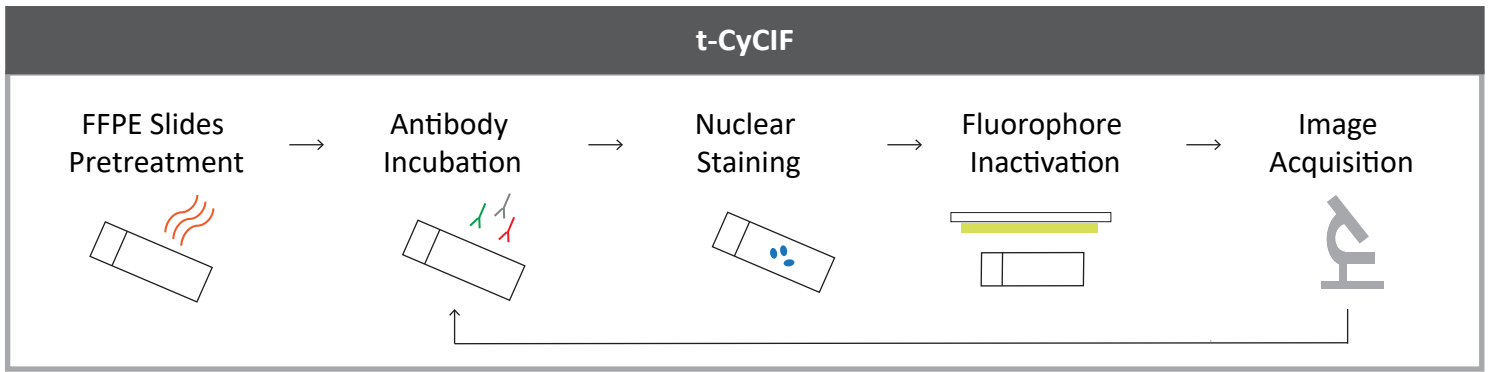 t-CyCIF
FFPE Slides
Pretreatment
Antibody
Incubation
Nuclear
Staining
Fluorophore
Inactivation
Image
Acquisition